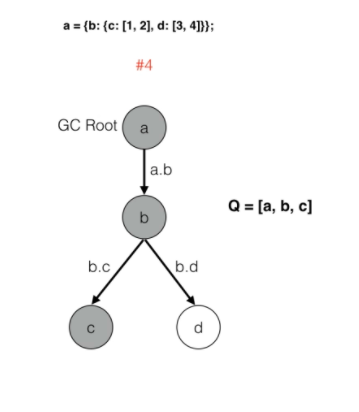 a = {b: {c: [1, 2], d: [3, 4]}};
#4
GC Root
a
a.b
b
Q = [a, b, c]
b.c
b.d
c
d